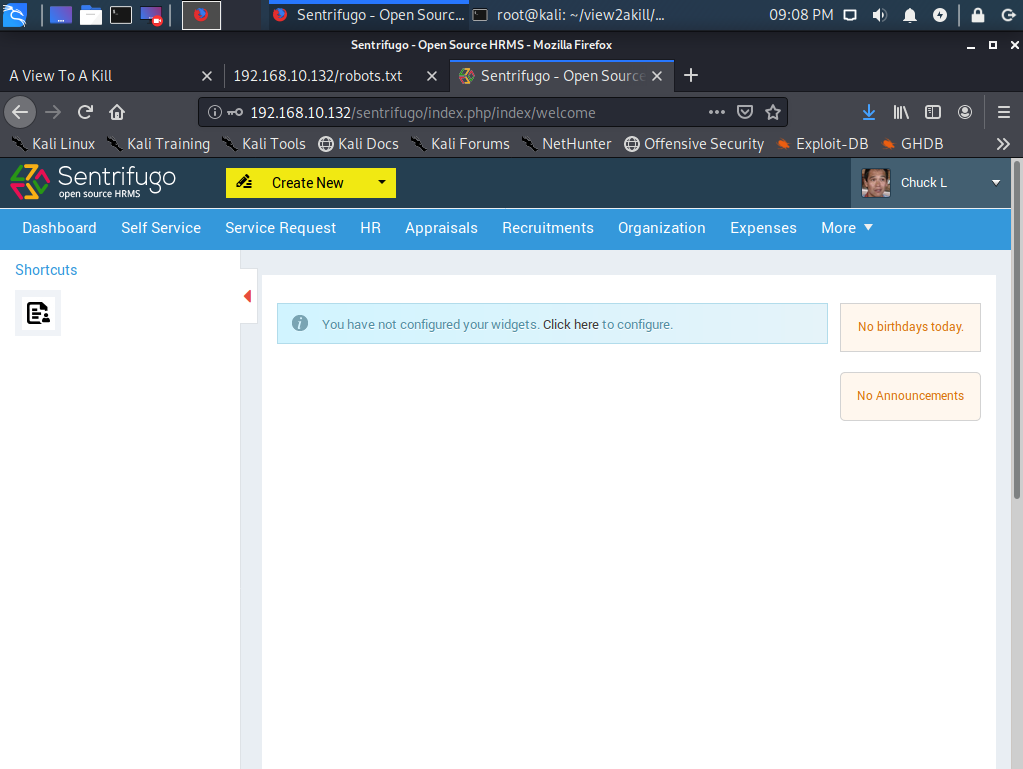 Sentrifugo - Open Sourc... root@kali: ~/view2akill/... 09:08 PM
Sentrifugo - Open Source HRMS - Mozilla Firefox
A View To A Kill 192.168.10.132/robots.txt Sentrifugo - Open Source
192.168.10.132/sentrifugo/index.php/index/welcome
Kali Linux Kali Training Kali Tools Kali Docs Kali Forums NetHunter Offensive Security Exploit-DB GHDB
Sentrifugo
open source HRMS
Create New
Chuck L
Dashboard Self Service Service Request HR Appraisals Recruitments Organization Expenses More
Shortcuts
You have not configured your widgets. Click here to configure.
No birthdays today.
No Announcements